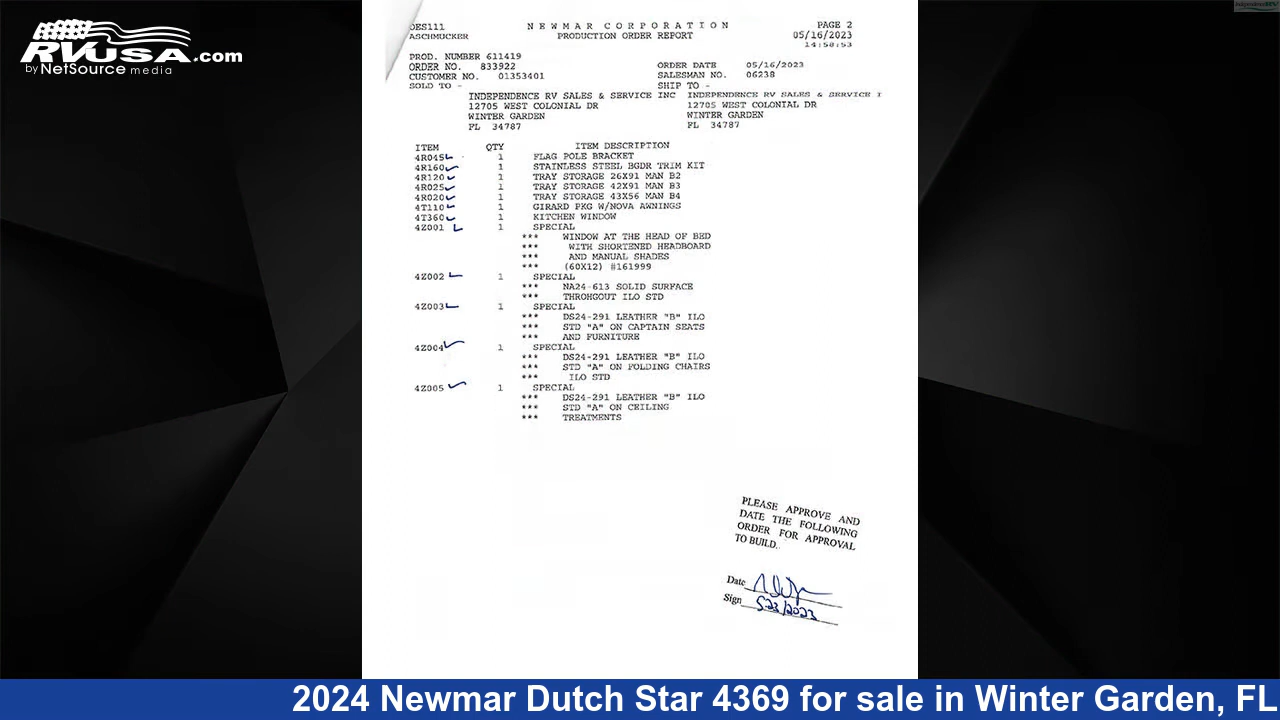 RVUSA.com
by NetSource media
OES111 NEWMAR CORPORATION PAGE 2
ASCHMUCKER PRODUCTION ORDER REPORT 05/16/2023
14:58:53
PROD. NUMBER 611419
ORDER NO. 833922 ORDER DATE 05/16/2023
CUSTOMER NO. 01353401 SALESMAN NO. 06238
SOLD TO - SHIP TO -
INDEPENDENCE RV SALES & SERVICE INC INDEPENDENCE RV SALES & SERVICE I
12705 WEST COLONIAL DR 12705 WEST COLONIAL DR
WINTER GARDEN WINTER GARDEN
FL 34787 FL 34787
ITEM QTY ITEM DESCRIPTION
4R045 1 FLAG POLE BRACKET
4R160 1 STAINLESS STEEL BGDR TRIM KIT
4R120 1 TRAY STORAGE 26X91 MAN B2
4R025 1 TRAY STORAGE 42X91 MAN B3
4R020 1 TRAY STORAGE 43X56 MAN B4
4T110 1 GIRARD PKG W/NOVA AWNINGS
4T360 1 KITCHEN WINDOW
4Z001 1 SPECIAL
*** WINDOW AT THE HEAD OF BED
*** WITH SHORTENED HEADBOARD
*** AND MANUAL SHADES
*** (60X12) #161999
4Z002 1 SPECIAL
*** NA24-613 SOLID SURFACE
*** THROHGOUT ILO STD
4Z003 1 SPECIAL
*** DS24-291 LEATHER "B" ILO
*** STD "A" ON CAPTAIN SEATS
*** AND FURNITURE
4Z004 1 SPECIAL
*** DS24-291 LEATHER "B" ILO
*** STD "A" ON FOLDING CHAIRS
*** ILO STD
4Z005 1 SPECIAL
*** DS24-291 LEATHER "B" ILO
*** STD "A" ON CEILING
*** TREATMENTS
PLEASE APPROVE AND
DATE THE FOLLOWING
ORDER FOR APPROVAL
TO BUILD.
Date
Sign 5/23/2023
2024 Newmar Dutch Star 4369 for sale in Winter Garden, FL